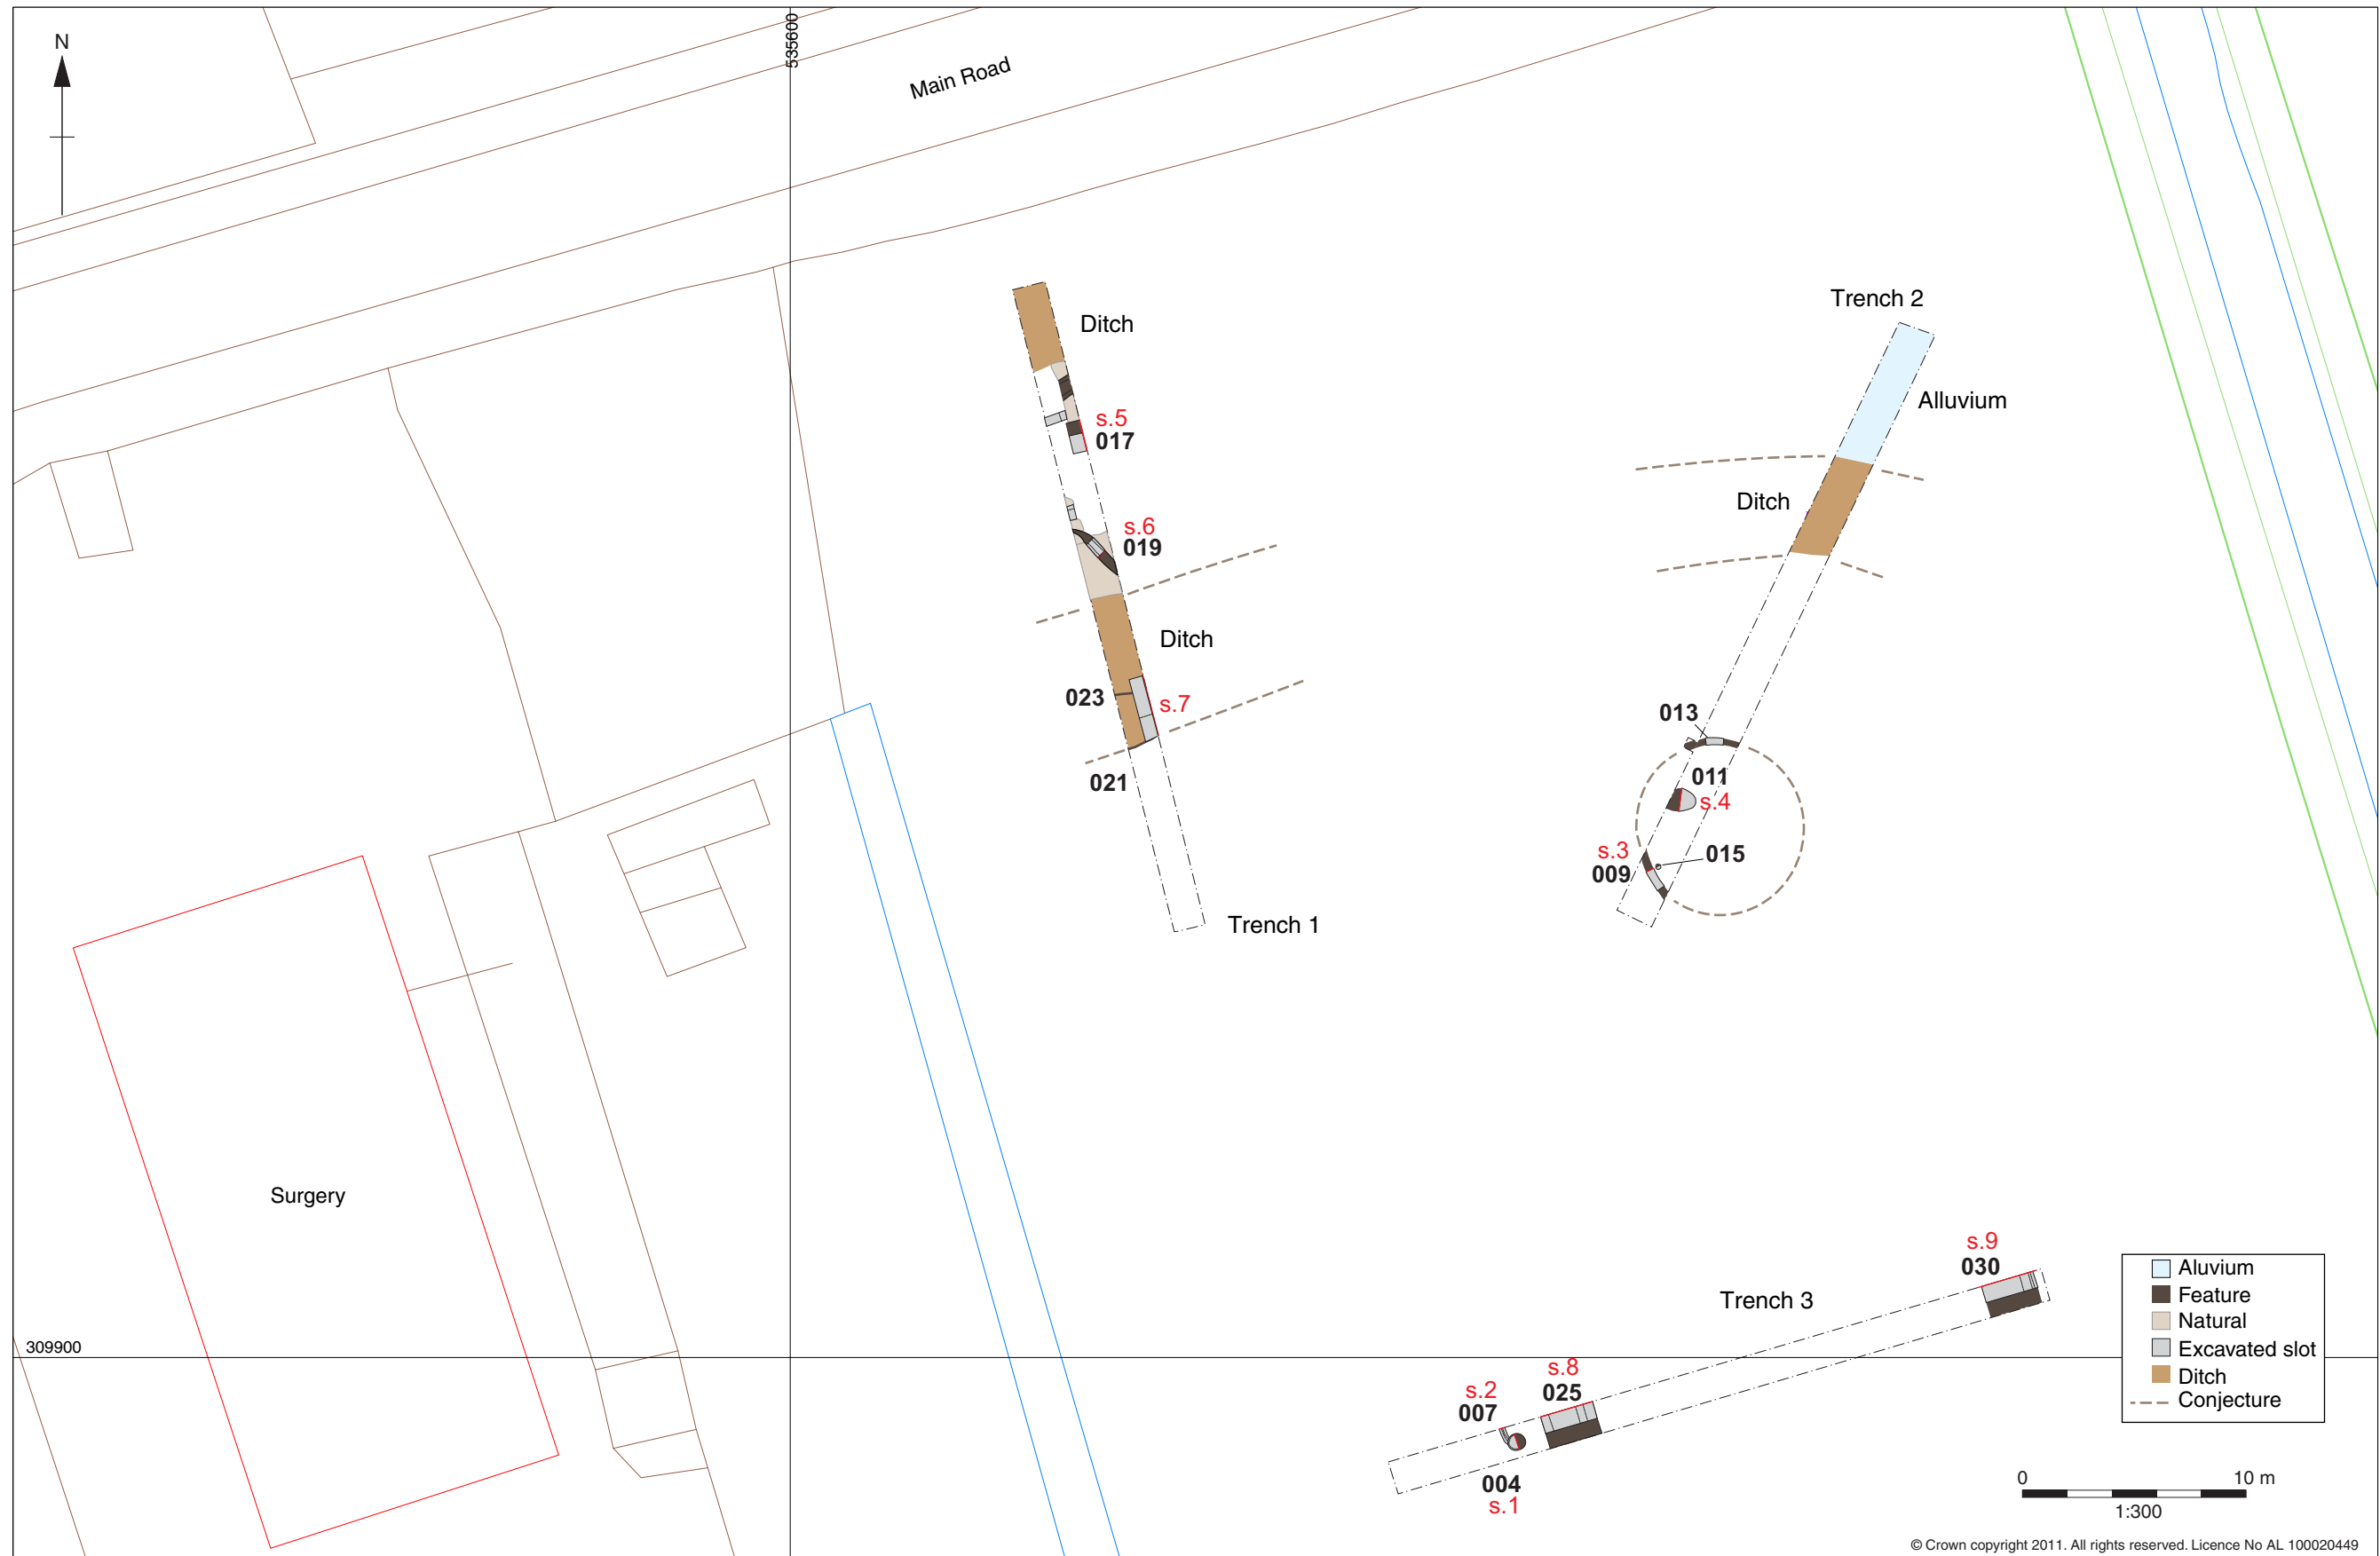 N
535600
Main Road
Ditch
Trench 2
Alluvium
s.5
017
Ditch
s.6
019
Ditch
023
s.7
013
021
011
s.4
s.3
009
015
Trench 1
Surgery
s.9
030
Trench 3
Aluvium
Feature
Natural
Excavated slot
Ditch
Conjecture
309900
s.8
025
s.2
007
004
s.1
0 10 m
1:300
© Crown copyright 2011. All rights reserved. Licence No AL 100020449